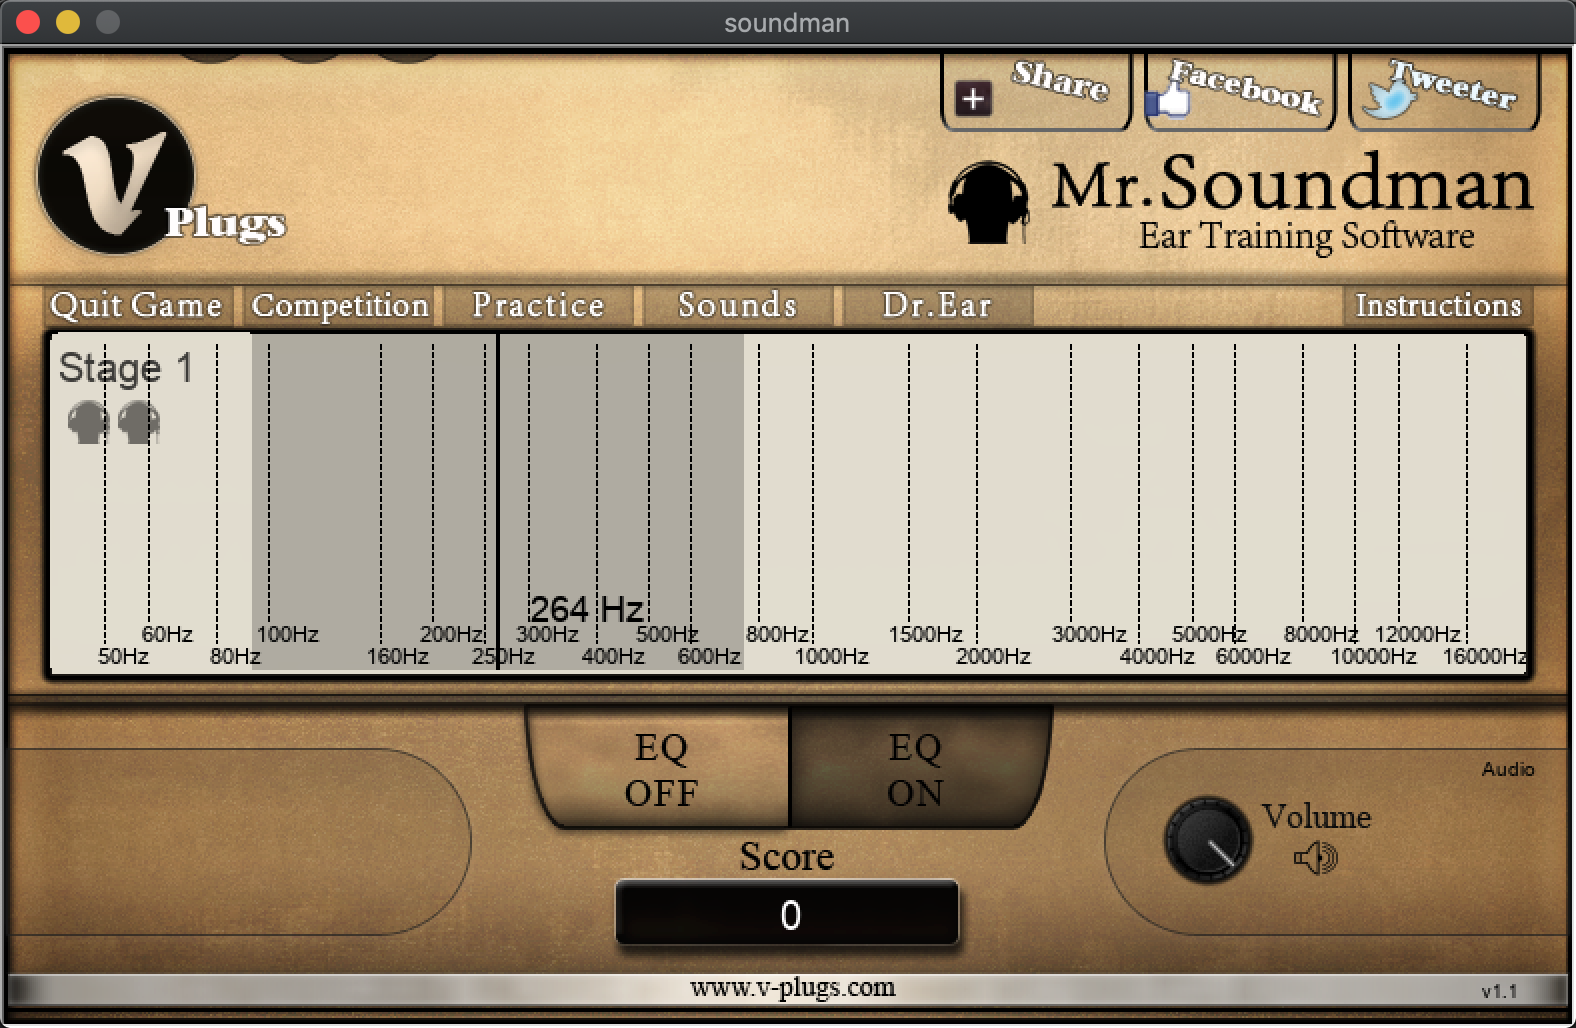 soundman
Share
Facebook
Tweeter
V
Plugs
Mr.Soundman
Ear Training Software
Quit Game
Competition
Practice
Sounds
Dr.Ear
Instructions
Stage 1
264 Hz
60Hz
100Hz
200Hz
300Hz
500Hz
800Hz
1500Hz
3000Hz
5000Hz
8000Hz
12000Hz
50Hz
80Hz
160Hz
250Hz
400Hz
600Hz
1000Hz
2000Hz
4000Hz
6000Hz
10000Hz
16000Hz
EQ
OFF
EQ
ON
Audio
Volume
Score
0
www.v-plugs.com
v1.1